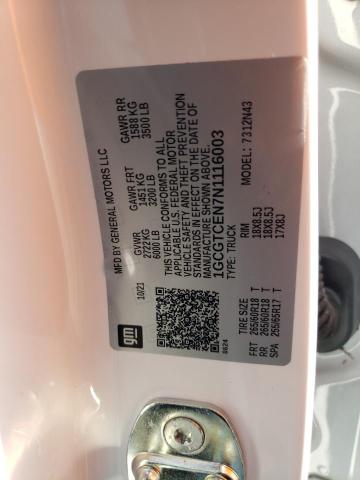 MFD BY GENERAL MOTORS LLC
10/21
GVWR
2722 KG
6000 LB
GAWR FRT
1451 KG
3200 LB
GAWR RR
1588 KG
3500 LB
THIS VEHICLE CONFORMS TO ALL
APPLICABLE U.S. FEDERAL MOTOR
VEHICLE SAFETY AND THEFT PREVENTION
STANDARDS IN EFFECT ON THE DATE OF
MANUFACTURE SHOWN ABOVE.
1GCGTCEN7N1116003
TYPE: TRUCK
MODEL: 7312N43
gm
8624
TIRE SIZE RIM
FRT 265/60R18 T 18X8.5J
RR 265/60R18 T 18X8.5J
SPA 255/65R17 T 17X8J